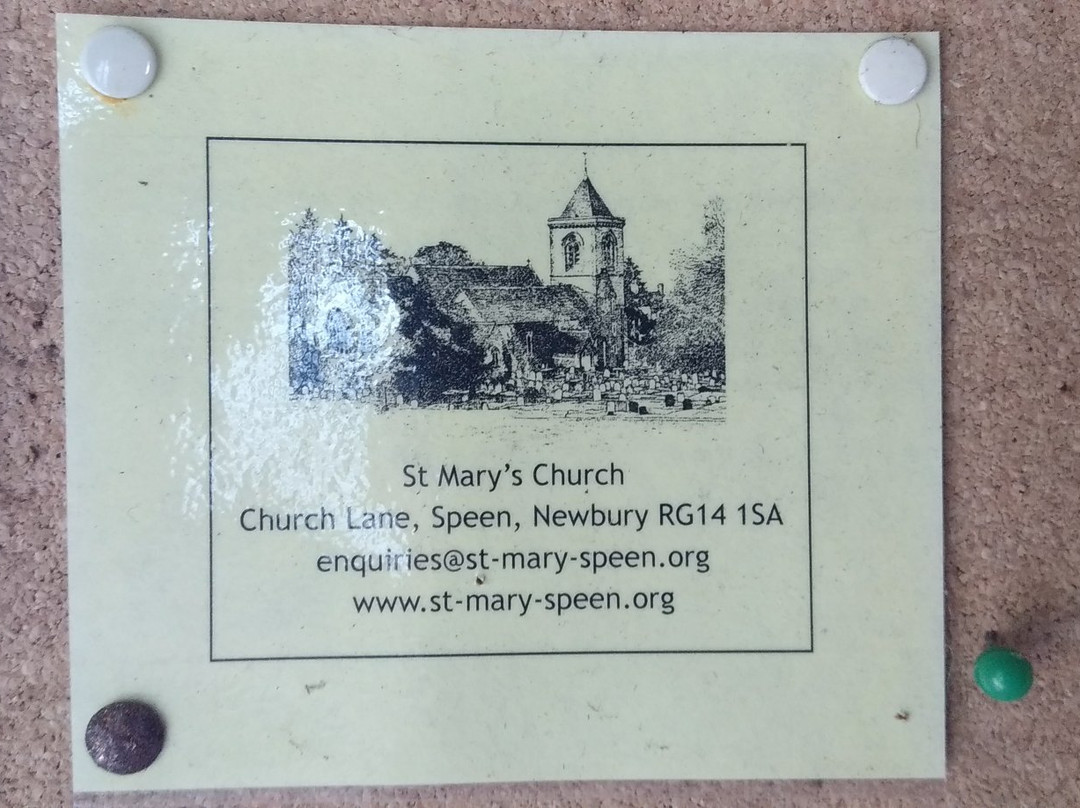 St Mary’s Church
Church Lane, Speen, Newbury RG14 1SA
enquiries@st-mary-speen.org
www.st-mary-speen.org